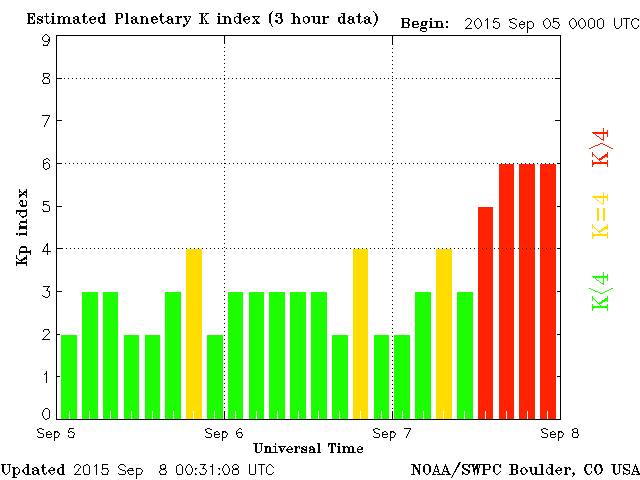 Estimated Planetary K index (3 hour data) Begin: 2015 Sep 05 0000 UTC
9
8
7
6
5
4
3
2
1
0
Kp index
K>4
K=4
K<4
Sep 5 Sep 6 Sep 7 Sep 8
Universal Time
Updated 2015 Sep 8 00:31:08 UTC NOAA/SWPC Boulder, CO USA